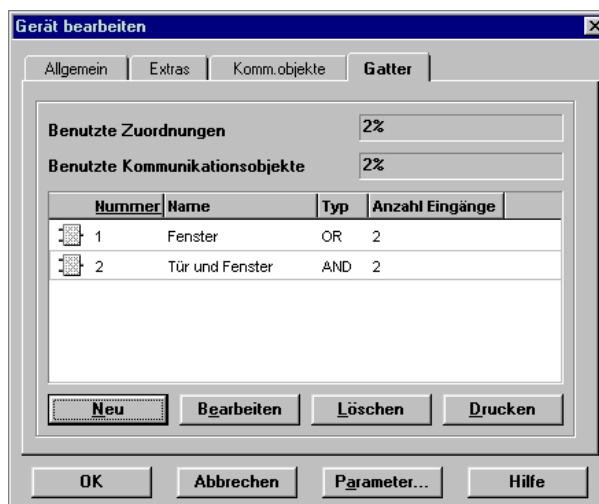 Gerät bearbeiten
Allgemein Extras Komm.objekte Gatter
Benutzte Zuordnungen 2%
Benutzte Kommunikationsobjekte 2%
Nummer Name Typ Anzahl Eingänge
1 Fenster OR 2
2 Tür und Fenster AND 2
Neu Bearbeiten Löschen Drucken
OK Abbrechen Parameter... Hilfe